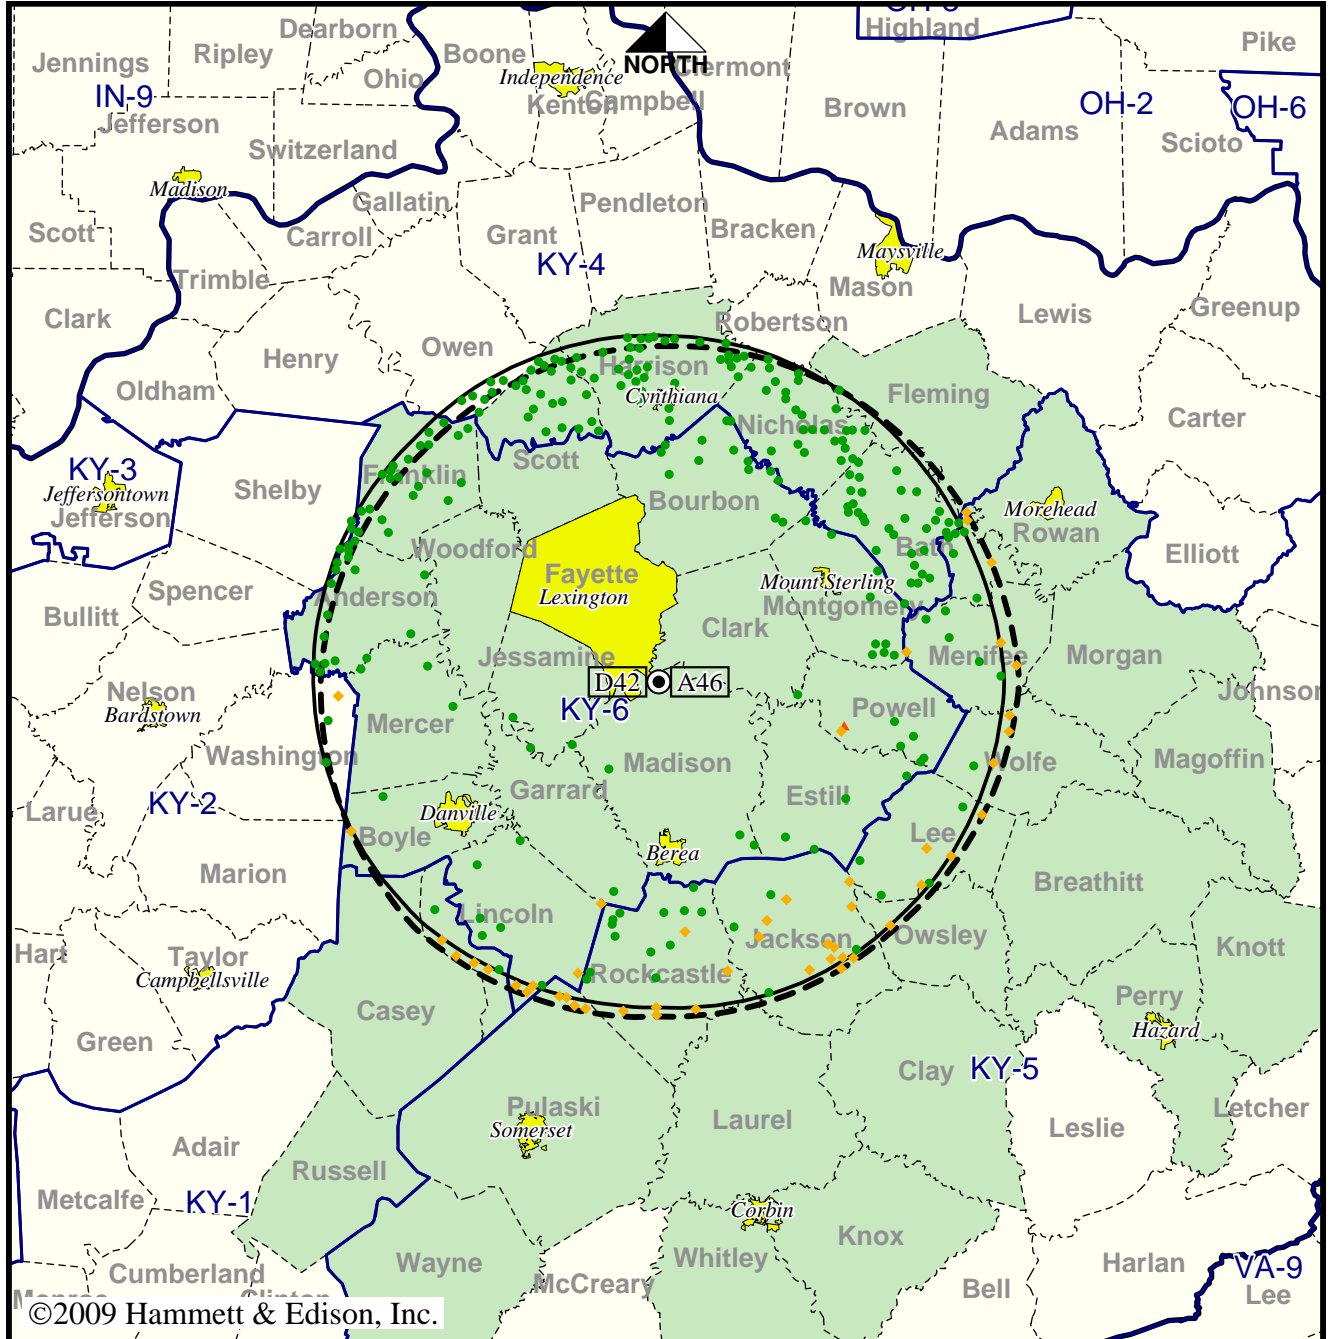 OH-3
Highland
Dearborn
Ripley
Boone
Pike
Jennings
Ohio
Independence
NORTH
Clermont
IN-9
Kenton
Campbell
Brown
OH-2
OH-6
Jefferson
Adams
Scioto
Switzerland
Madison
Gallatin
Pendleton
Scott
Carroll
Grant
Bracken
Maysville
KY-4
Trimble
Mason
Clark
Robertson
Lewis
Greenup
Henry
Owen
Harrison
Oldham
Cynthiana
Fleming
Nicholas
Carter
KY-3
Scott
Franklin
Jeffersontown
Shelby
Bourbon
Morehead
Jefferson
Rowan
Woodford
Bath
Elliott
Fayette
Mount Sterling
Spencer
Anderson
Lexington
Montgomery
Bullitt
Clark
Jessamine
Menifee
Morgan
D42
A46
Nelson
Johnson
Bardstown
KY-6
Powell
Mercer
Washington
Madison
Wolfe
Magoffin
Garrard
Estill
KY-2
Larue
Danville
Boyle
Lee
Berea
Marion
Breathitt
Lincoln
Jackson
Owsley
Hart
Taylor
Knott
Campbellsville
Rockcastle
Perry
Casey
Hazard
Green
Clay
KY-5
Pulaski
Letcher
Laurel
Somerset
Leslie
Adair
Russell
Metcalfe
KY-1
Corbin
Knox
Wayne
Whitley
Harlan
VA-9
Cumberland
McCreary
Bell
Lee
Monroe
Clinton
©2009 Hammett & Edison, Inc.